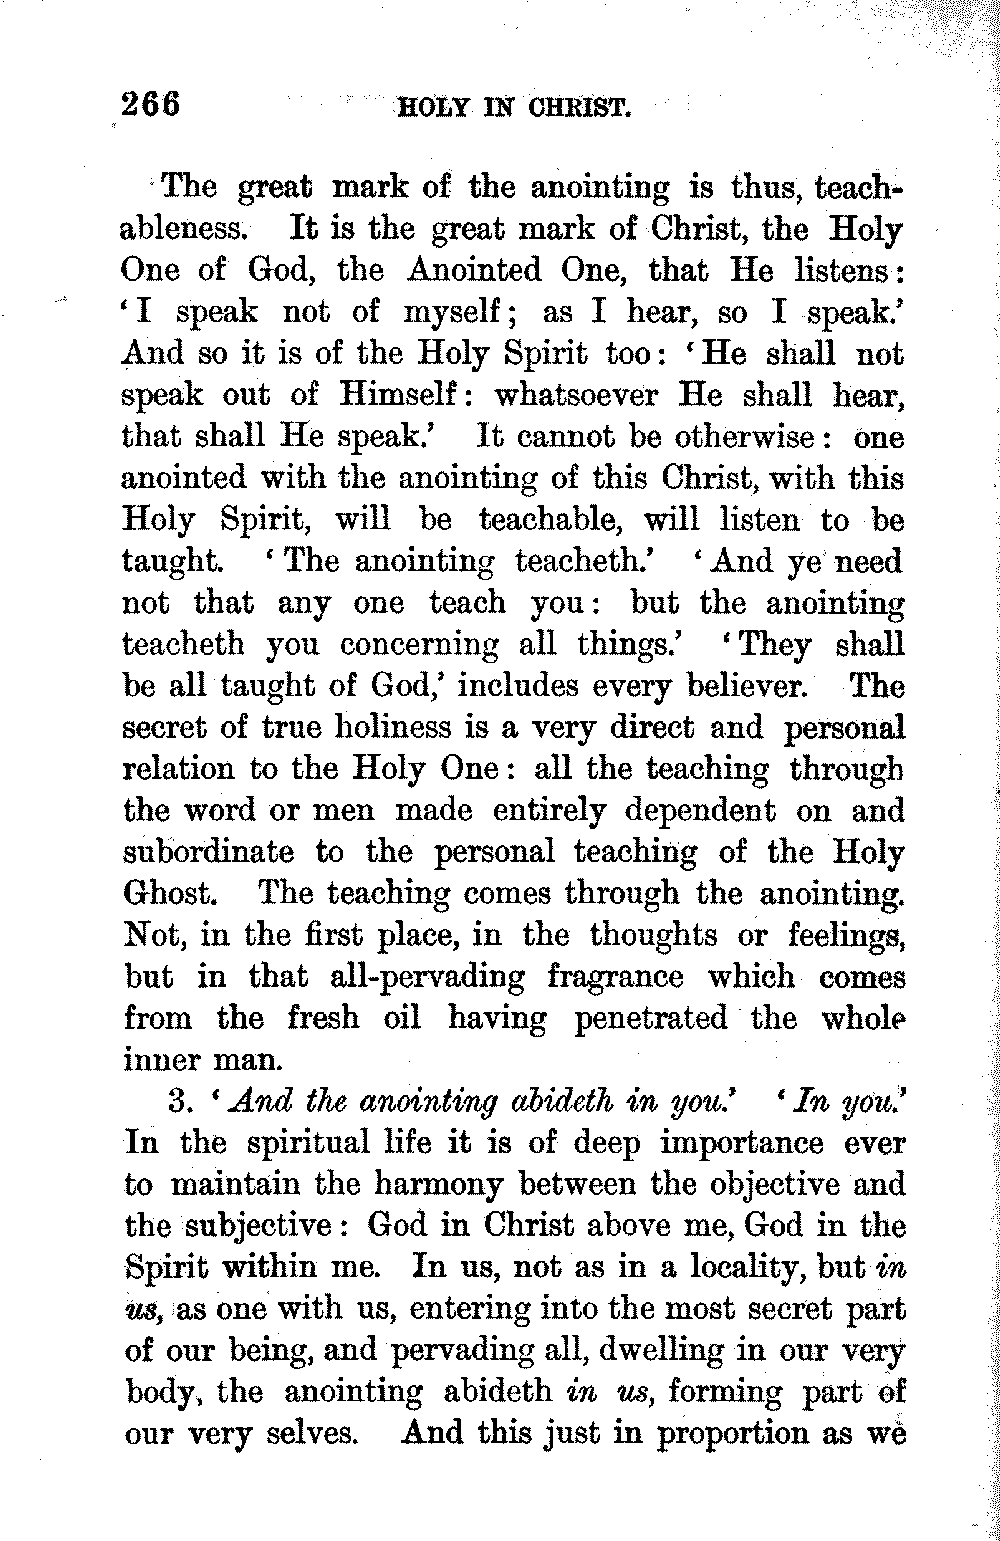 266 HOLY IN CHRIST.
The great mark of the anointing is thus, teach-
ableness. It is the great mark of Christ, the Holy
One of God, the Anointed One, that He listens:
‘I speak not of myself; as I hear, so I speak.’
And so it is of the Holy Spirit too: ‘He shall not
speak out of Himself: whatsoever He shall hear,
that shall He speak.’ It cannot be otherwise: one
anointed with the anointing of this Christ, with this
Holy Spirit, will be teachable, will listen to be
taught. ‘The anointing teacheth.’ ‘And ye need
not that any one teach you: but the anointing
teacheth you concerning all things.’ ‘They shall
be all taught of God,’ includes every believer. The
secret of true holiness is a very direct and personal
relation to the Holy One: all the teaching through
the word or men made entirely dependent on and
subordinate to the personal teaching of the Holy
Ghost. The teaching comes through the anointing.
Not, in the first place, in the thoughts or feelings,
but in that all-pervading fragrance which comes
from the fresh oil having penetrated the whole
inner man.
3. ‘And the anointing abideth in you.’ ‘In you.’
In the spiritual life it is of deep importance ever
to maintain the harmony between the objective and
the subjective: God in Christ above me, God in the
Spirit within me. In us, not as in a locality, but in
us, as one with us, entering into the most secret part
of our being, and pervading all, dwelling in our very
body, the anointing abideth in us, forming part of
our very selves. And this just in proportion as we